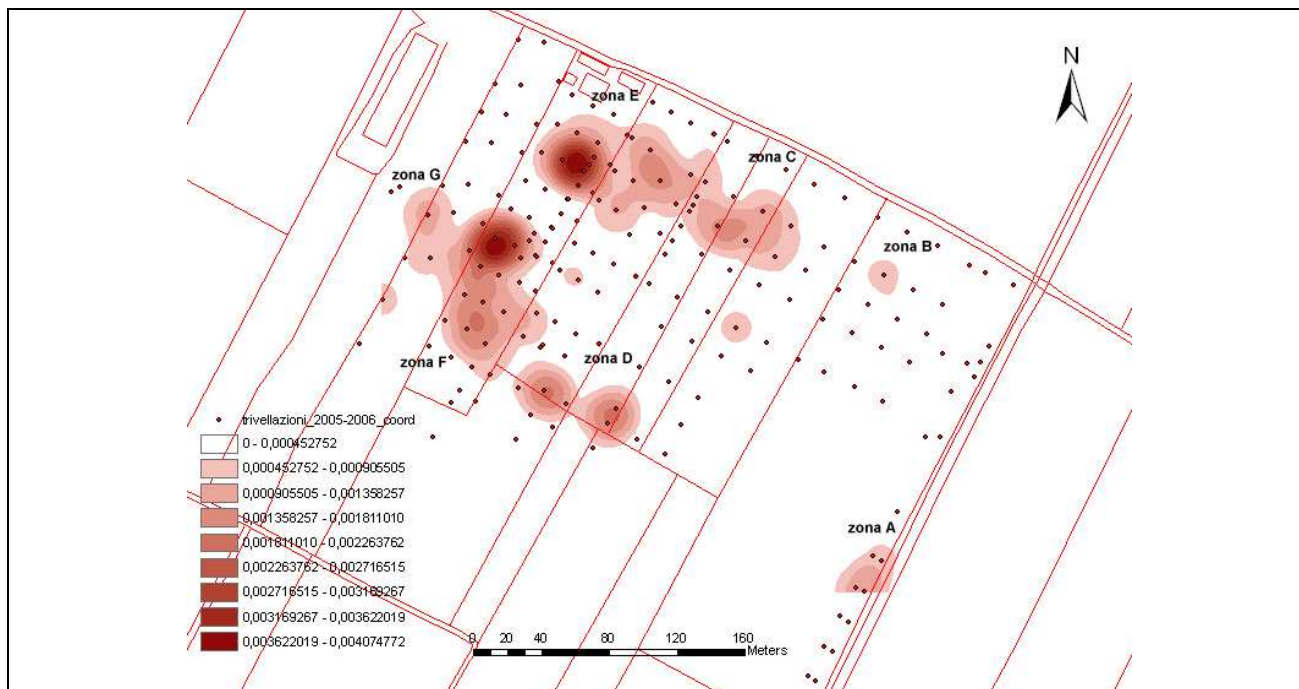 N
zona E
zona C
zona G
zona B
zona D
zona F
trivellazioni_2005-2006_coord
0 - 0,000452752
0,000452752 - 0,000905505
0,000905505 - 0,001358257
0,001358257 - 0,001811010
0,001811010 - 0,002263762
0,002263762 - 0,002716515
0,002716515 - 0,003169267
0,003169267 - 0,003622019
0,003622019 - 0,004074772
zona A
0 20 40 80 120 160
Meters